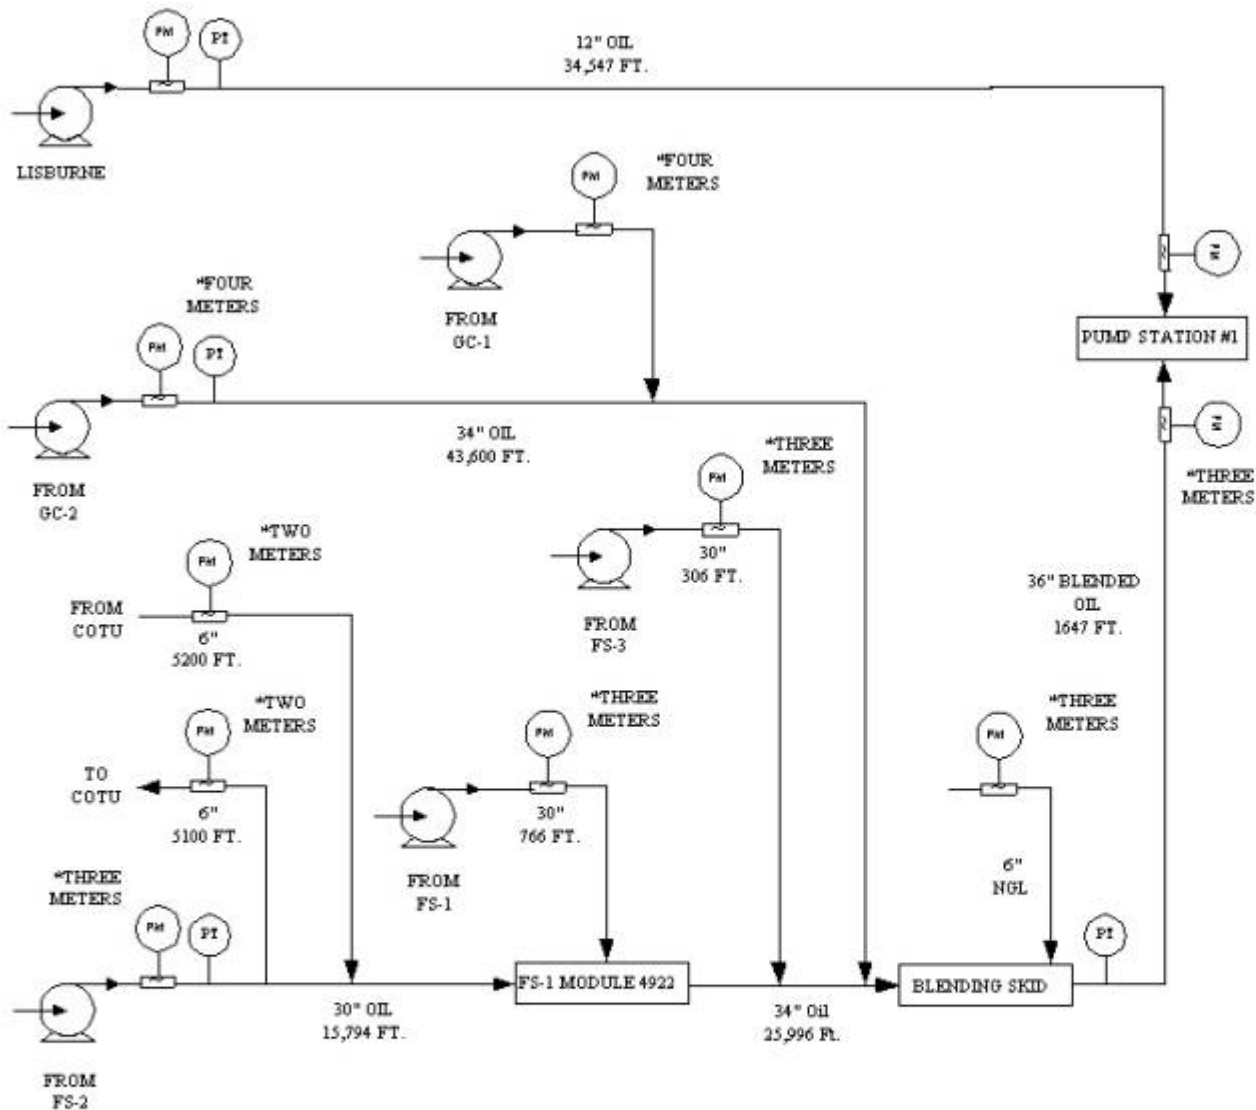 FM
PT
12" OIL
34,547 FT.
LISBURNE
FM
*FOUR
METERS
FM
*FOUR
METERS
FROM
GC-1
FM
PT
PUMP STATION #1
34" OIL
43,600 FT.
FROM
GC-2
FM
*THREE
METERS
FM
*THREE
METERS
30"
306 FT.
FROM
FS-3
FM
*TWO
METERS
FROM
COTU
6"
5200 FT.
36" BLENDED
OIL
1647 FT.
FM
*TWO
METERS
TO
COTU
6"
5100 FT.
FM
*THREE
METERS
30"
766 FT.
FROM
FS-1
FM
*THREE
METERS
6"
NGL
*THREE
METERS
FM
PT
PT
FS-1 MODULE 4922
BLENDING SKID
30" OIL
15,794 FT.
34" Oil
25,996 Ft.
FROM
FS-2